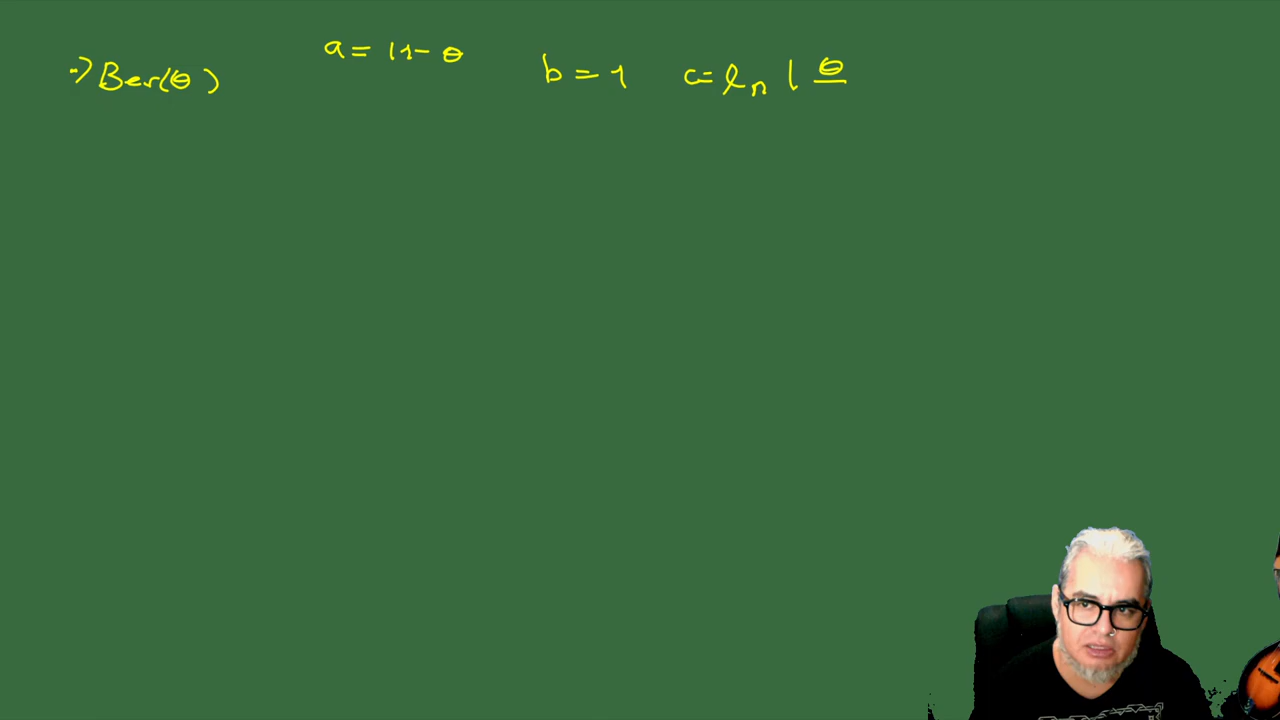 ·) Ber(θ) a = (1- θ b = 1 c = ln ( θ